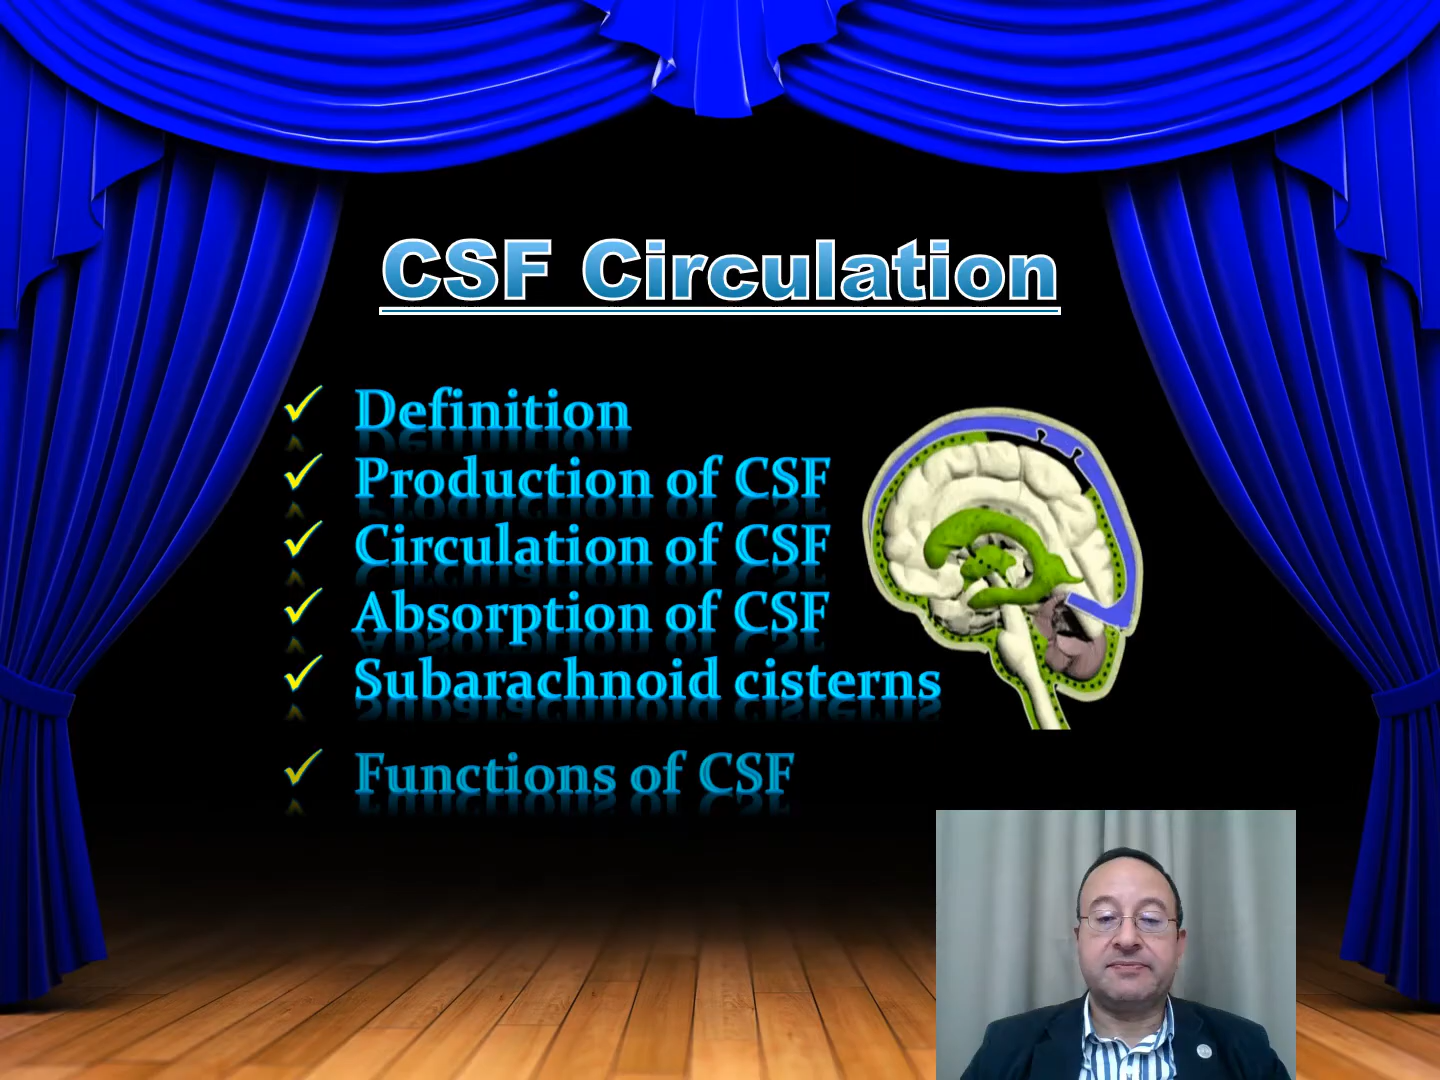 CSF Circulation
Definition
Production of CSF
Circulation of CSF
Absorption of CSF
Subarachnoid cisterns
Functions of CSF